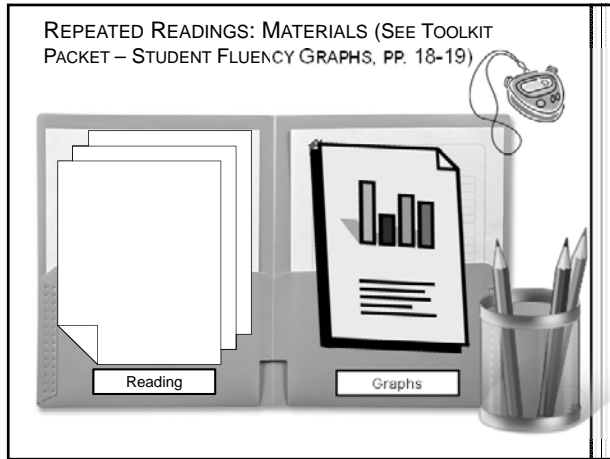 REPEATED READINGS: MATERIALS (SEE TOOLKIT
PACKET – STUDENT FLUENCY GRAPHS, PP. 18-19)
Reading
Graphs